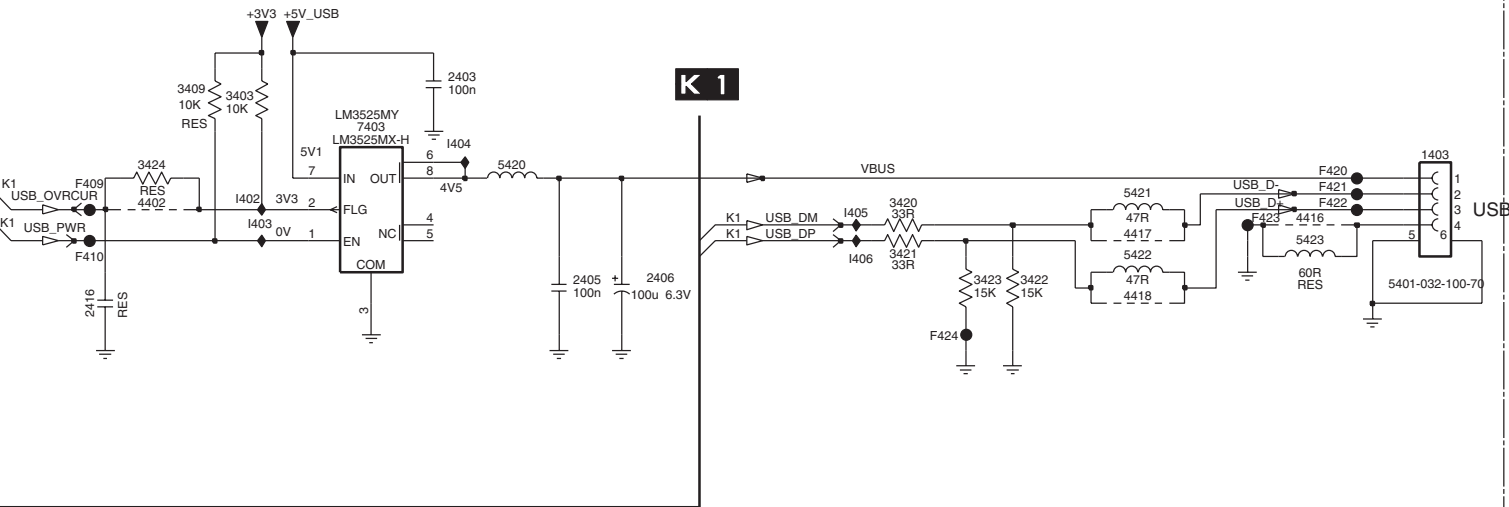 +3V3 +5V_USB
3409
10K
RES
3403
10K
2403
100n
K 1
LM3525MY
7403
LM3525MX-H
5V1
7
IN
OUT
6
8
I404
4V5
5420
VBUS
K1
USB_OVRCUR
F409
3424
RES
4402
I402
3V3
2
FLG
4
5
NC
K1
USB_PWR
F410
I403
0V
1
EN
COM
3
2416
RES
2405
100n
+
2406
100u 6.3V
K1
USB_DM
I405
3420
33R
K1
USB_DP
I406
3421
33R
3423
15K
3422
15K
F424
5421
47R
4417
5422
47R
4418
USB_D-
USB_D+
F420
F421
F422
F423
4416
5423
60R
RES
1403
1
2
3
4
5
6
USB
5401-032-100-70